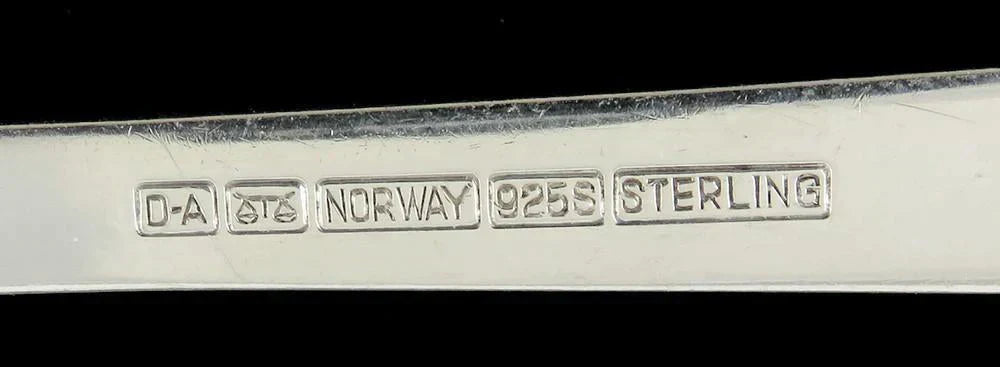 D-A NORWAY 925S STERLING